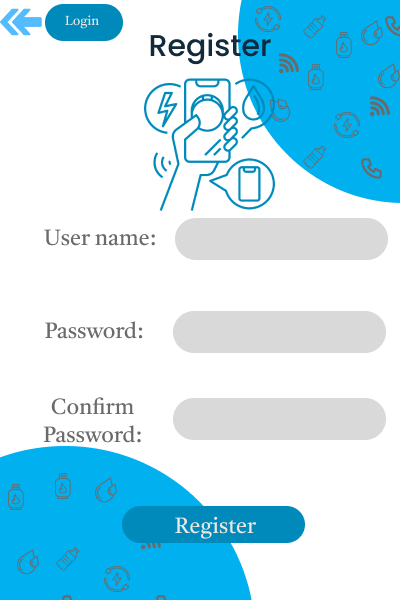 Login
Register
User name:
Password:
Confirm
Password:
Register